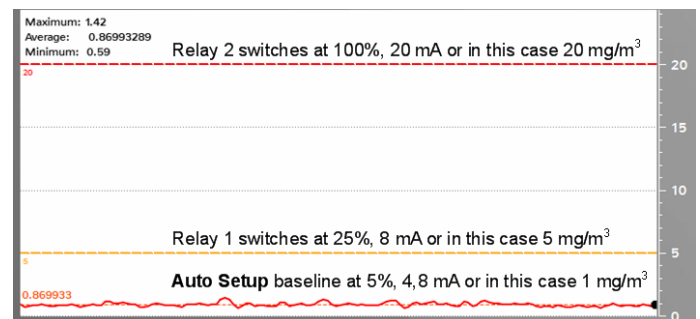 Maximum: 1.42
Average: 0.86993289
Minimum: 0.59
Relay 2 switches at 100%, 20 mA or in this case 20 mg/m³
20
20
15
10
Relay 1 switches at 25%, 8 mA or in this case 5 mg/m³
5
5
Auto Setup baseline at 5%, 4,8 mA or in this case 1 mg/m³
0.869933
0